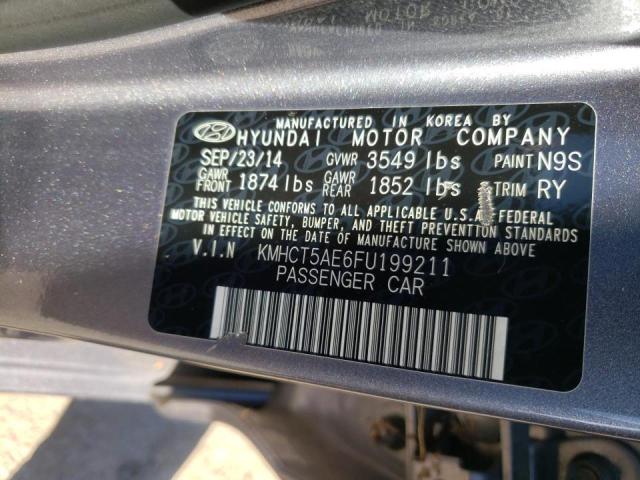 MANUFACTURED IN KOREA BY
HYUNDAI MOTOR COMPANY
SEP/23/14 GVWR 3549 lbs PAINT N9S
GAWR FRONT 1874 lbs GAWR REAR 1852 lbs TRIM RY
THIS VEHICLE CONFORMS TO ALL APPLICABLE U.S.A FEDERAL
MOTOR VEHICLE SAFETY, BUMPER, AND THEFT PREVENTION STANDARDS
IN EFFECT ON THE DATE OF MANUFACTURE SHOWN ABOVE.
V.I.N KMHCT5AE6FU199211
PASSENGER CAR